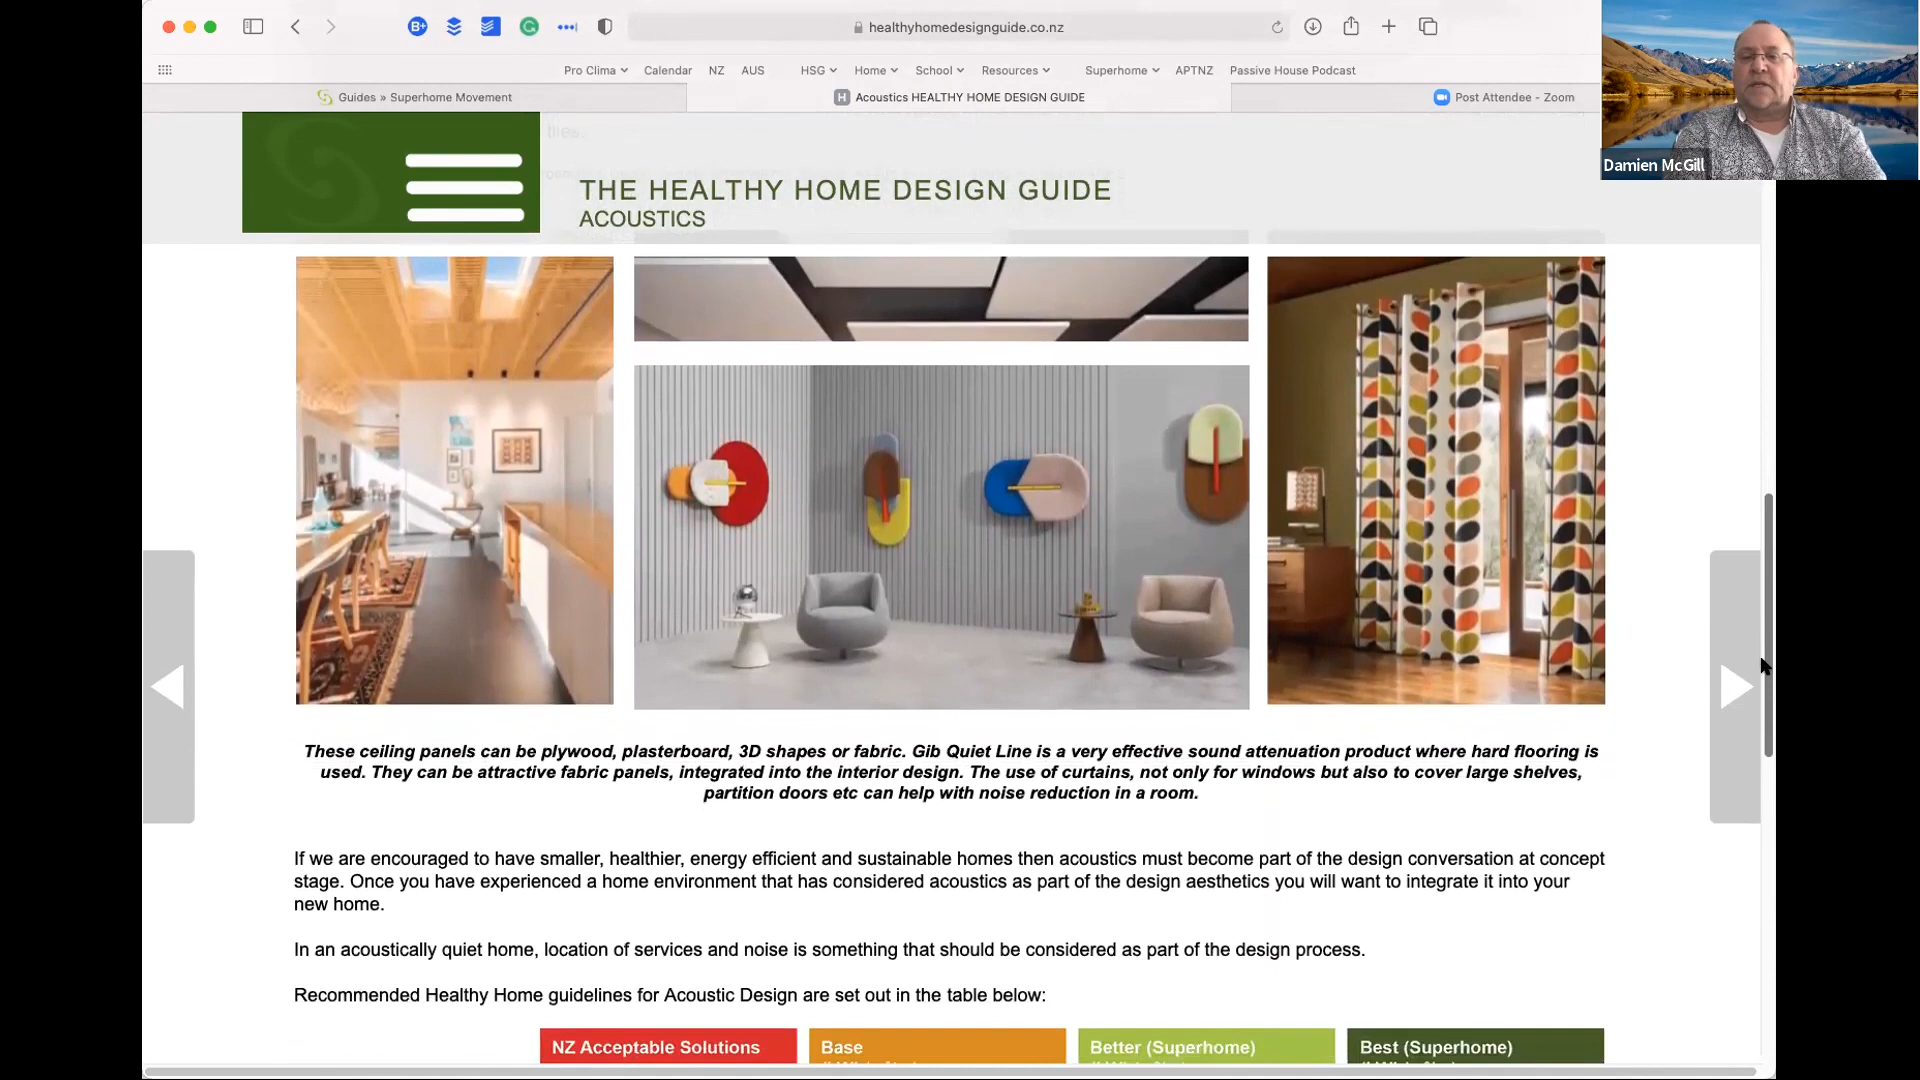 healthyhomedesignguide.co.nz
Pro Clima Calendar NZ AUS HSG Home School Resources Superhome APTNZ Passive House Podcast
Guides » Superhome Movement
H Acoustics HEALTHY HOME DESIGN GUIDE
Post Attendee - Zoom
Damien McGill
THE HEALTHY HOME DESIGN GUIDE
ACOUSTICS
These ceiling panels can be plywood, plasterboard, 3D shapes or fabric. Gib Quiet Line is a very effective sound attenuation product where hard flooring is
used. They can be attractive fabric panels, integrated into the interior design. The use of curtains, not only for windows but also to cover large shelves,
partition doors etc can help with noise reduction in a room.
If we are encouraged to have smaller, healthier, energy efficient and sustainable homes then acoustics must become part of the design conversation at concept
stage. Once you have experienced a home environment that has considered acoustics as part of the design aesthetics you will want to integrate it into your
new home.
In an acoustically quiet home, location of services and noise is something that should be considered as part of the design process.
Recommended Healthy Home guidelines for Acoustic Design are set out in the table below:
NZ Acceptable Solutions
Base
Better (Superhome)
Best (Superhome)